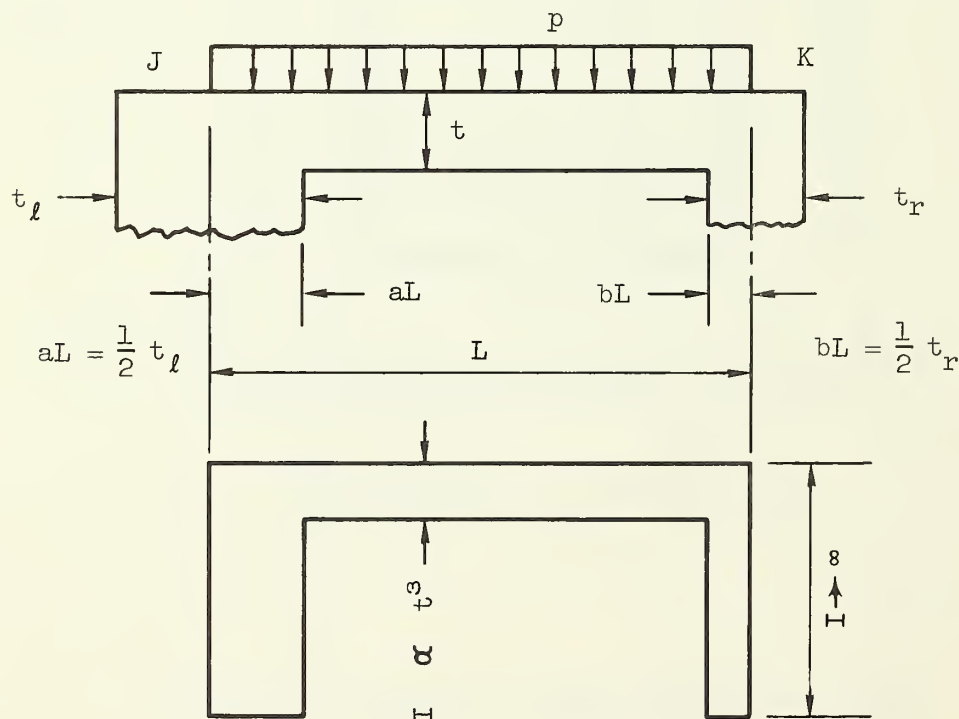 p
J
K
t
t_ℓ
t_r
aL
bL
aL = 1/2 t_ℓ
L
bL = 1/2 t_r
I → ∞
I α t³